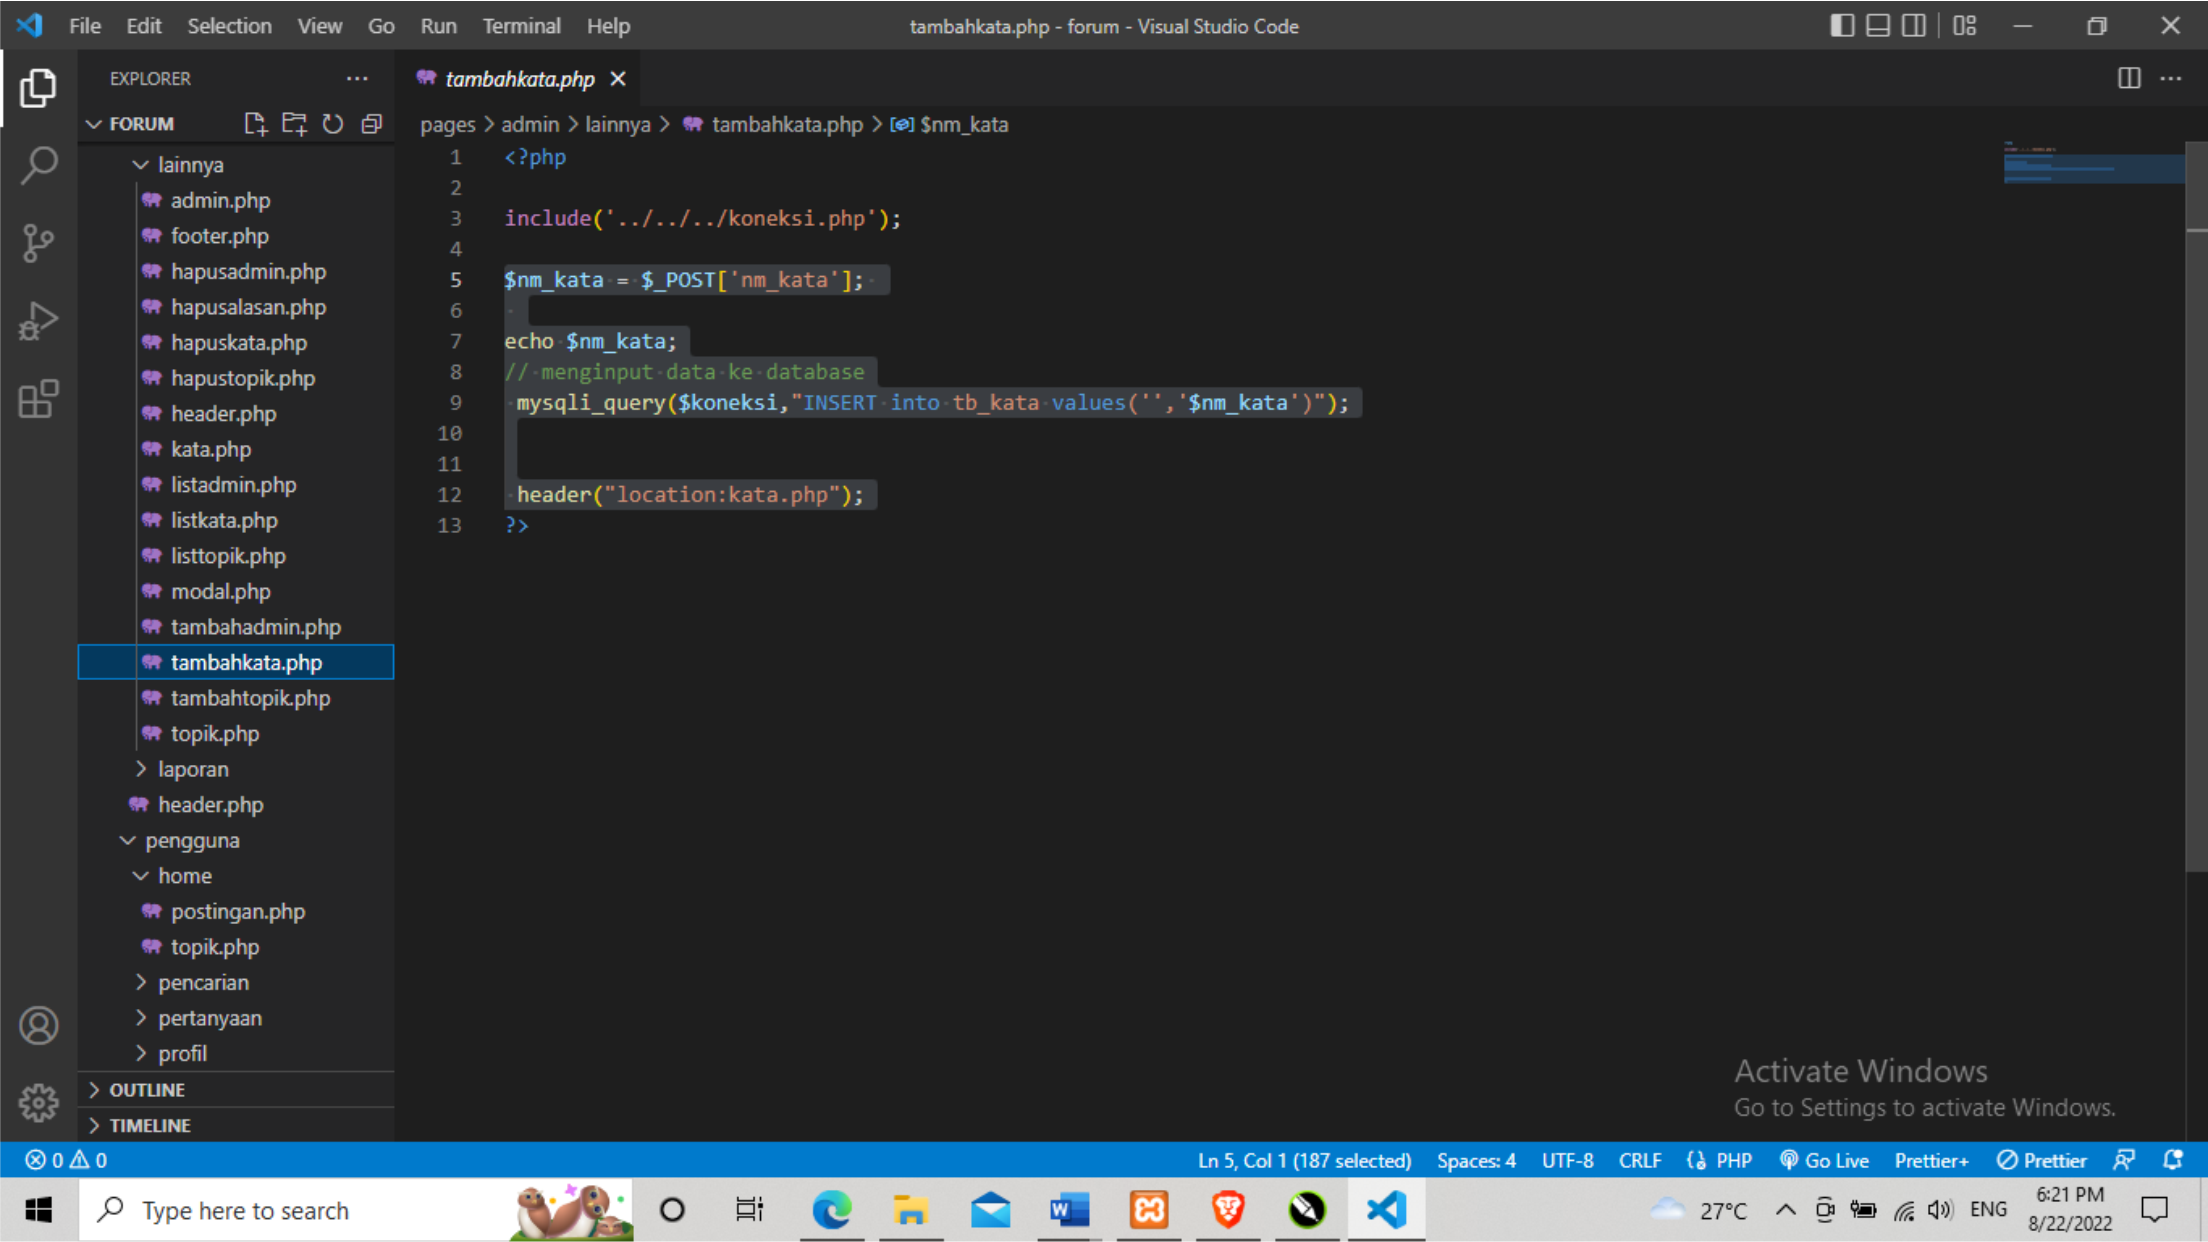 File Edit Selection View Go Run Terminal Help
tambahkata.php - forum - Visual Studio Code
EXPLORER
FORUM
lainnya
admin.php
footer.php
hapusadmin.php
hapusalasan.php
hapuskata.php
hapustopik.php
header.php
kata.php
listadmin.php
listkata.php
listtopik.php
modal.php
tambahadmin.php
tambahkata.php
tambahtopik.php
topik.php
laporan
header.php
pengguna
home
postingan.php
topik.php
pencarian
pertanyaan
profil
OUTLINE
TIMELINE
tambahkata.php
pages > admin > lainnya > tambahkata.php > $nm_kata
1 <?php
2
3 include('../../../koneksi.php');
4
5 $nm_kata = $_POST['nm_kata'];
6
7 echo $nm_kata;
8 // menginput data ke database
9 mysqli_query($koneksi,"INSERT into tb_kata values('','$nm_kata')");
10
11
12 header("location:kata.php");
13 ?>
Activate Windows
Go to Settings to activate Windows.
0 0
Ln 5, Col 1 (187 selected) Spaces: 4 UTF-8 CRLF PHP Go Live Prettier+ Prettier
Type here to search
27°C
ENG
6:21 PM
8/22/2022